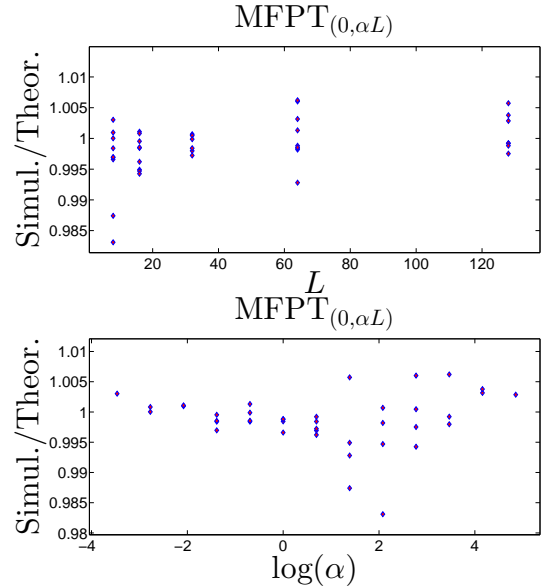 MFPT(0,αL)
Simul./Theor.
1.01
1.005
1
0.995
0.99
0.985
20 40 60 80 100 120
L
MFPT(0,αL)
Simul./Theor.
1.01
1.005
1
0.995
0.99
0.985
0.98
−4 −2 0 2 4
log(α)